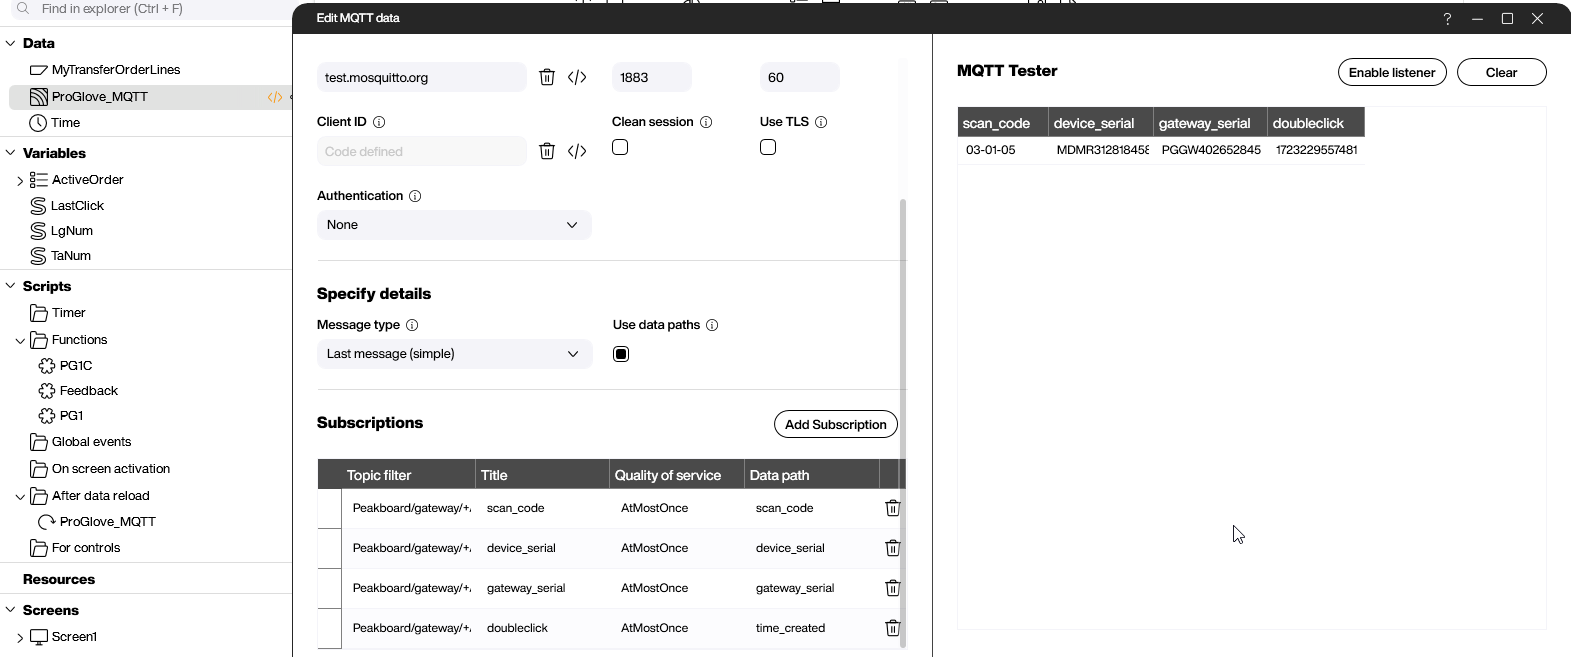 Find in explorer (Ctrl + F)
Data
MyTransferOrderLines
ProGlove_MQTT
</>
Time
Variables
ActiveOrder
LastClick
LgNum
TaNum
Scripts
Timer
Functions
PG1C
Feedback
PG1
Global events
On screen activation
After data reload
ProGlove_MQTT
For controls
Resources
Screens
Screen1
Edit MQTT data
test.mosquitto.org
</>
1883
60
Client ID
Clean session
Use TLS
Code defined
</>
Authentication
None
Specify details
Message type
Use data paths
Last message (simple)
Subscriptions
Add Subscription
Topic filter Title Quality of service Data path
Peakboard/gateway/+/ scan_code AtMostOnce scan_code
Peakboard/gateway/+/ device_serial AtMostOnce device_serial
Peakboard/gateway/+/ gateway_serial AtMostOnce gateway_serial
Peakboard/gateway/+/ doubleclick AtMostOnce time_created
MQTT Tester
Enable listener
Clear
scan_code device_serial gateway_serial doubleclick
03-01-05 MDMR312818458 PGGW402652845 1723229557481